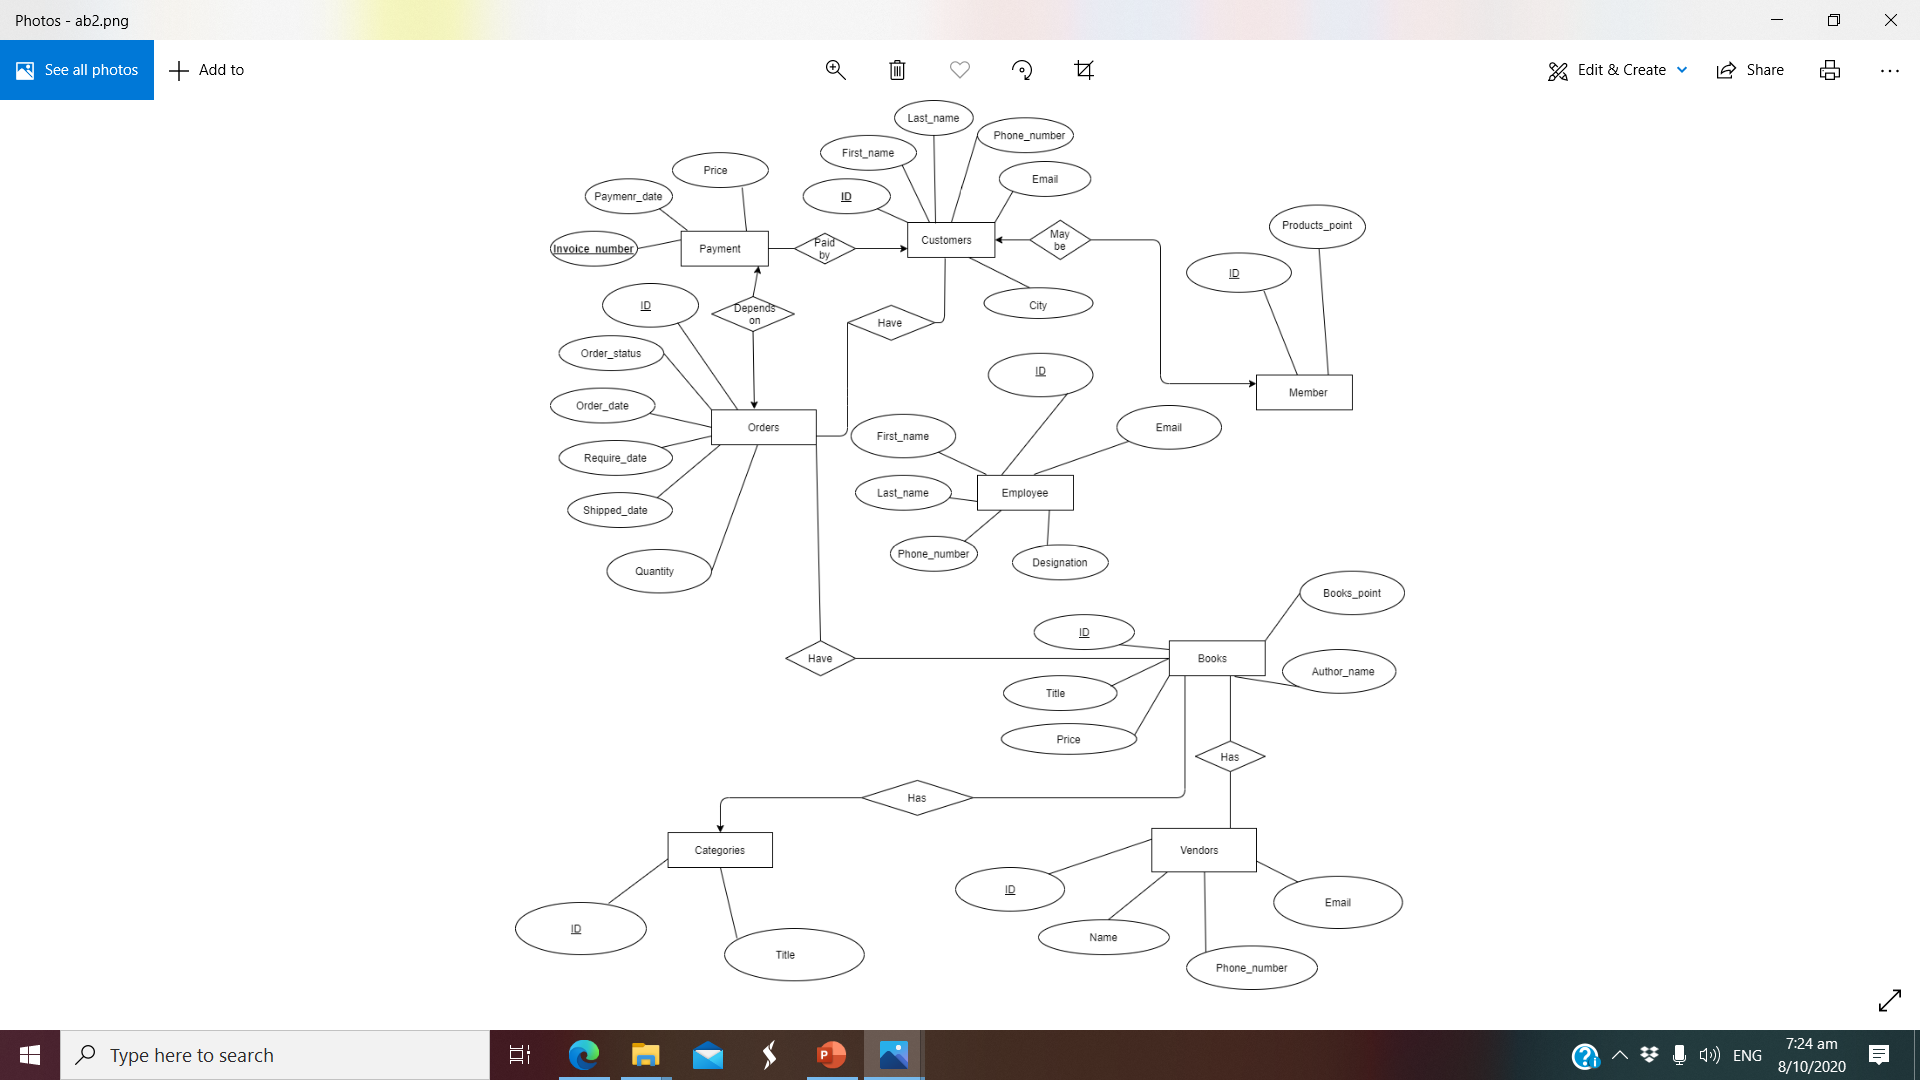 Photos - ab2.png
See all photos
Add to
Edit & Create
Share
Last_name
Phone_number
First_name
Email
ID
Price
Paymenr_date
Invoice_number
Payment
Paid
by
Customers
May
be
Products_point
ID
City
ID
Depends
on
Have
Order_status
ID
Member
Order_date
Orders
First_name
Email
Require_date
Last_name
Employee
Shipped_date
Phone_number
Designation
Quantity
Books_point
ID
Have
Books
Author_name
Title
Price
Has
Has
Categories
Vendors
ID
Email
ID
Name
Title
Phone_number
Type here to search
ENG
7:24 am
8/10/2020